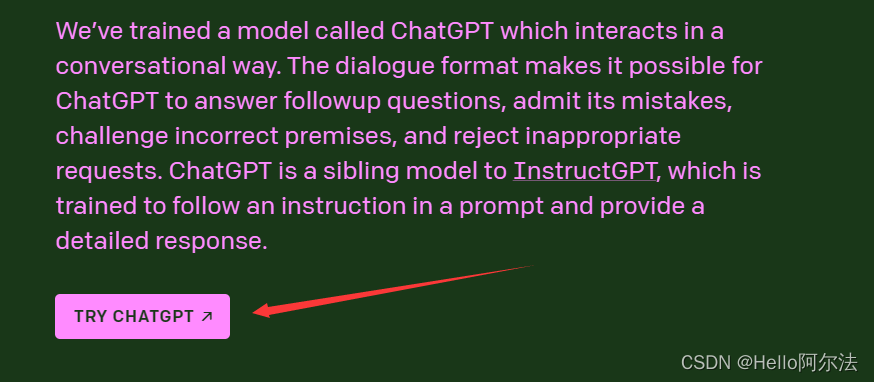 We’ve trained a model called ChatGPT which interacts in a
conversational way. The dialogue format makes it possible for
ChatGPT to answer followup questions, admit its mistakes,
challenge incorrect premises, and reject inappropriate
requests. ChatGPT is a sibling model to InstructGPT, which is
trained to follow an instruction in a prompt and provide a
detailed response.
TRY CHATGPT ↗
CSDN @Hello阿尔法